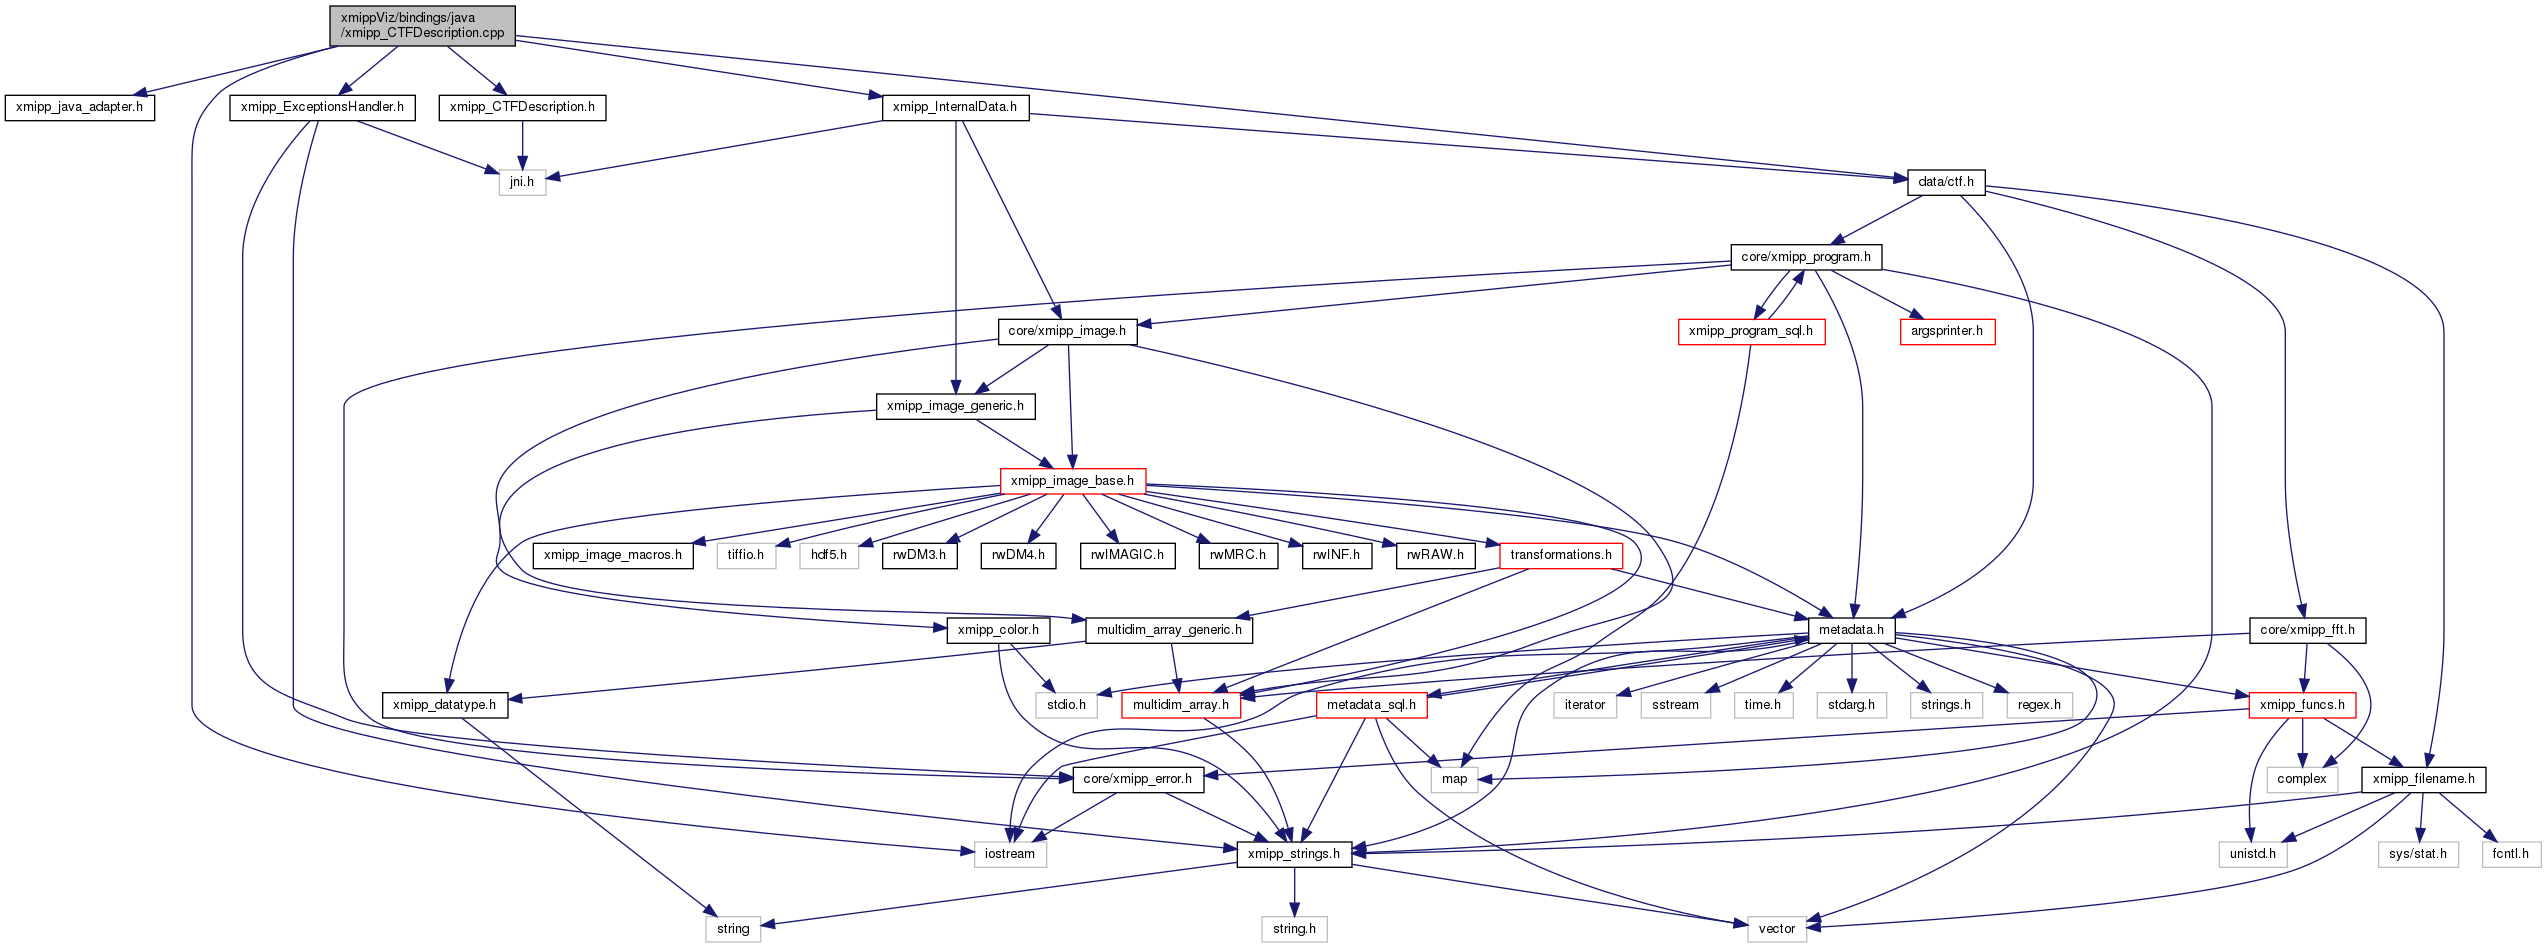 xmippViz/bindings/java
/xmipp_CTFDescription.cpp
xmipp_java_adapter.h
xmipp_ExceptionsHandler.h
xmipp_CTFDescription.h
xmipp_InternalData.h
jni.h
data/ctf.h
core/xmipp_program.h
core/xmipp_image.h
xmipp_program_sql.h
argsprinter.h
xmipp_image_generic.h
xmipp_image_base.h
xmipp_image_macros.h
tiffio.h
hdf5.h
rwDM3.h
rwDM4.h
rwIMAGIC.h
rwMRC.h
rwINF.h
rwRAW.h
transformations.h
xmipp_color.h
multidim_array_generic.h
metadata.h
core/xmipp_fft.h
xmipp_datatype.h
stdio.h
multidim_array.h
metadata_sql.h
iterator
sstream
time.h
stdarg.h
strings.h
regex.h
xmipp_funcs.h
core/xmipp_error.h
map
complex
xmipp_filename.h
iostream
xmipp_strings.h
unistd.h
sys/stat.h
fcntl.h
string
string.h
vector